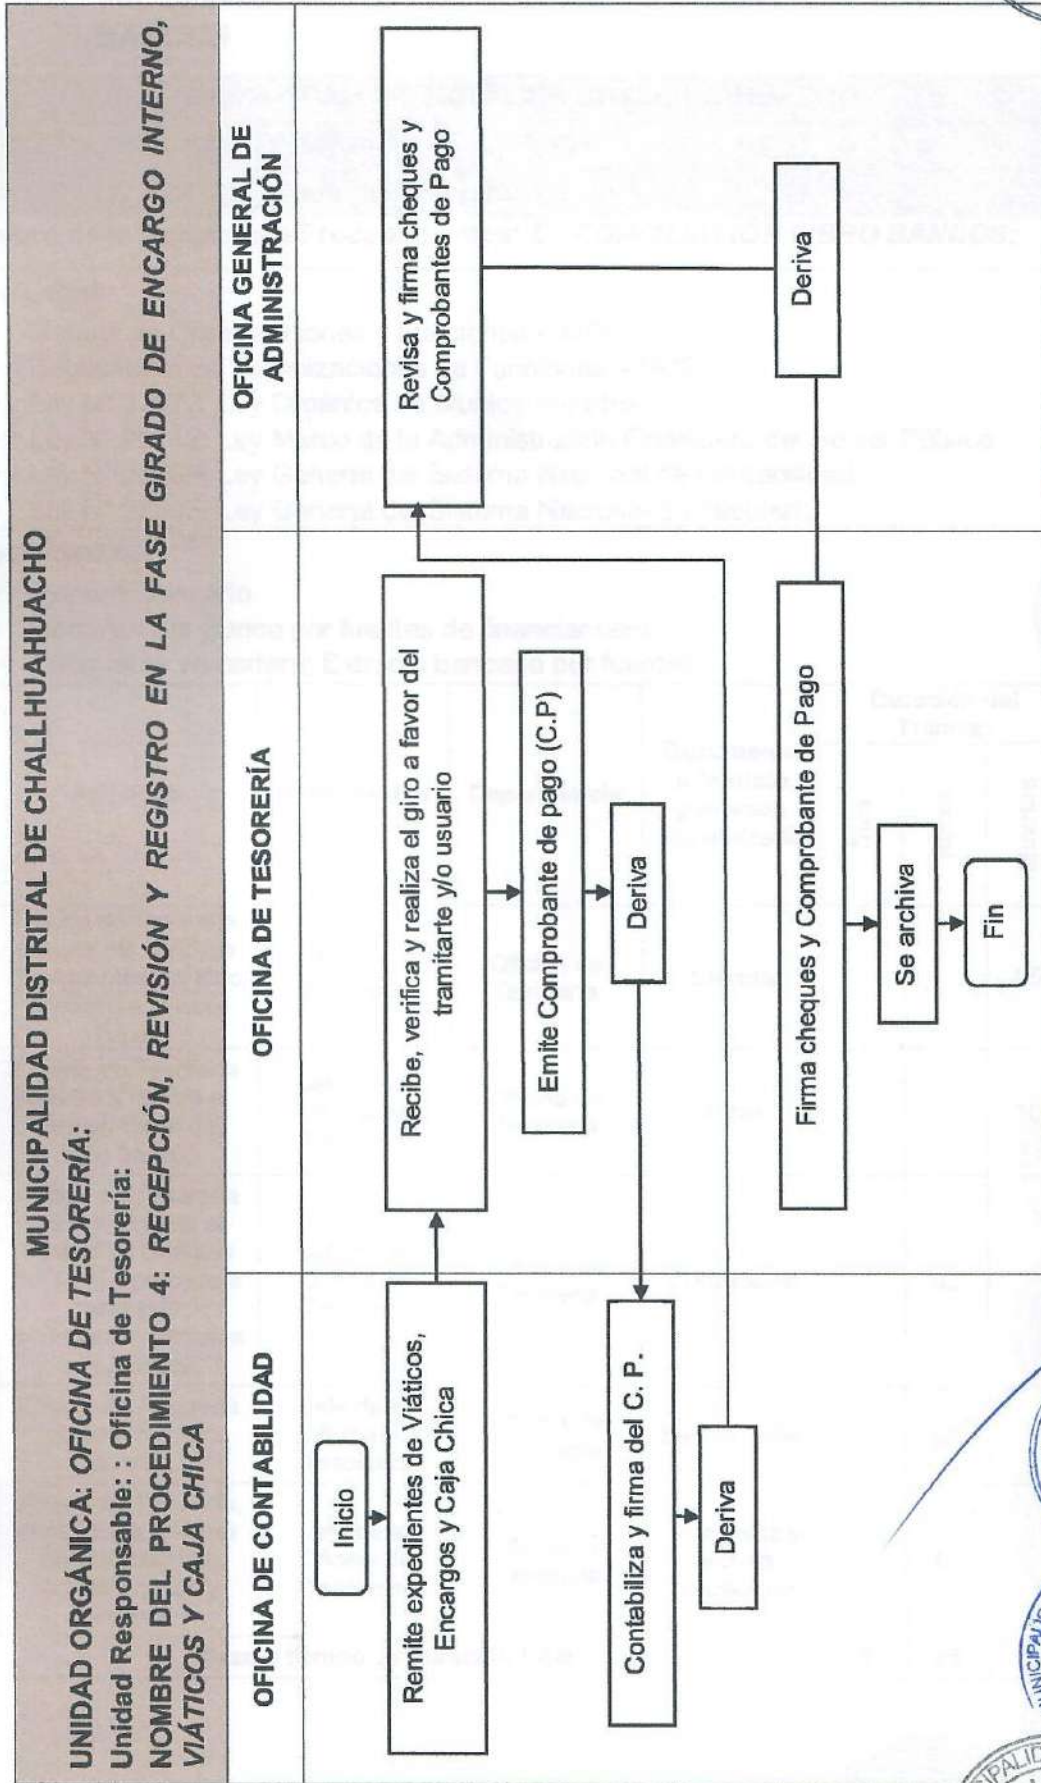 MUNICIPALIDAD DISTRITAL DE CHALLHUAHUACHO
UNIDAD ORGÁNICA: OFICINA DE TESORERÍA:
Unidad Responsable: : Oficina de Tesorería:
NOMBRE DEL PROCEDIMIENTO 4: RECEPCIÓN, REVISIÓN Y REGISTRO EN LA FASE GIRADO DE ENCARGO INTERNO,
VIÁTICOS Y CAJA CHICA
OFICINA DE CONTABILIDAD
Inicio
Remite expedientes de Viáticos,
Encargos y Caja Chica
Contabiliza y firma del C. P.
Deriva
OFICINA DE TESORERÍA
Recibe, verifica y realiza el giro a favor del
tramitarte y/o usuario
Emite Comprobante de pago (C.P)
Deriva
Firma cheques y Comprobante de Pago
Se archiva
Fin
OFICINA GENERAL DE
ADMINISTRACIÓN
Revisa y firma cheques y
Comprobantes de Pago
Deriva